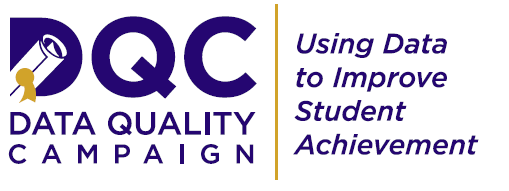 DQC
DATA QUALITY
CAMPAIGN
Using Data
to Improve
Student
Achievement